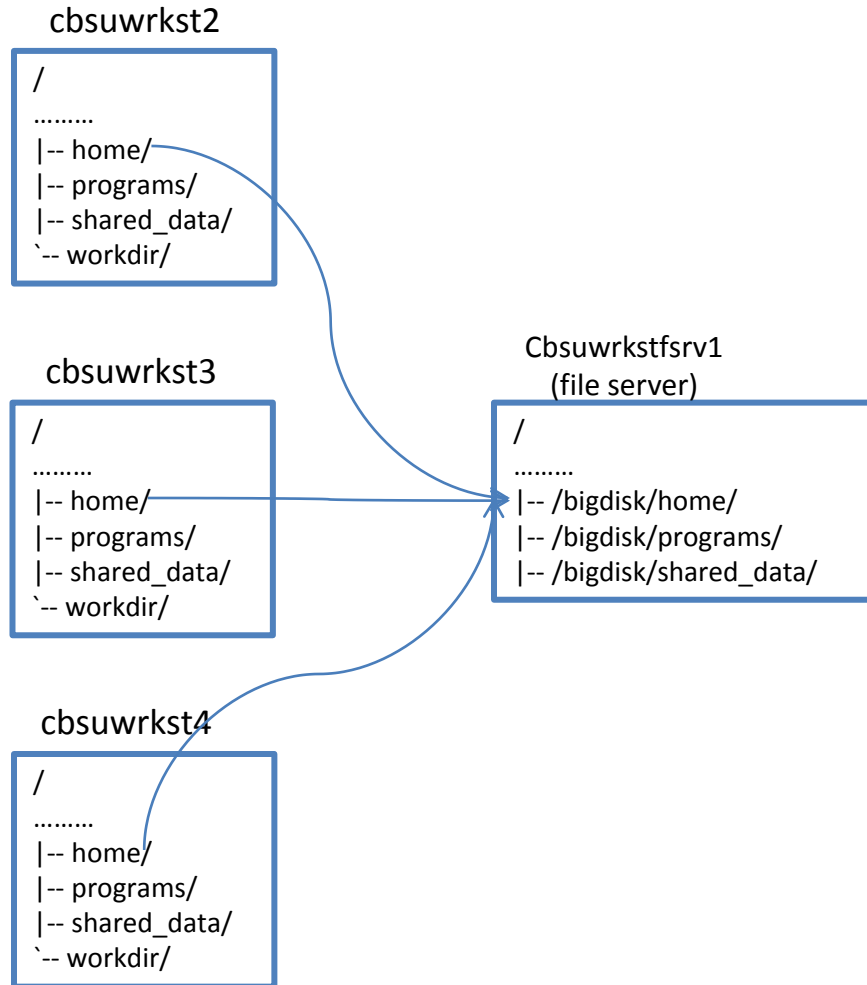 cbsuwrkst2
/
………
|-- home/
|-- programs/
|-- shared_data/
`-- workdir/
cbsuwrkst3
/
………
|-- home/
|-- programs/
|-- shared_data/
`-- workdir/
Cbsuwrkstfsrv1
(file server)
/
………
|-- /bigdisk/home/
|-- /bigdisk/programs/
|-- /bigdisk/shared_data/
cbsuwrkst4
/
………
|-- home/
|-- programs/
|-- shared_data/
`-- workdir/